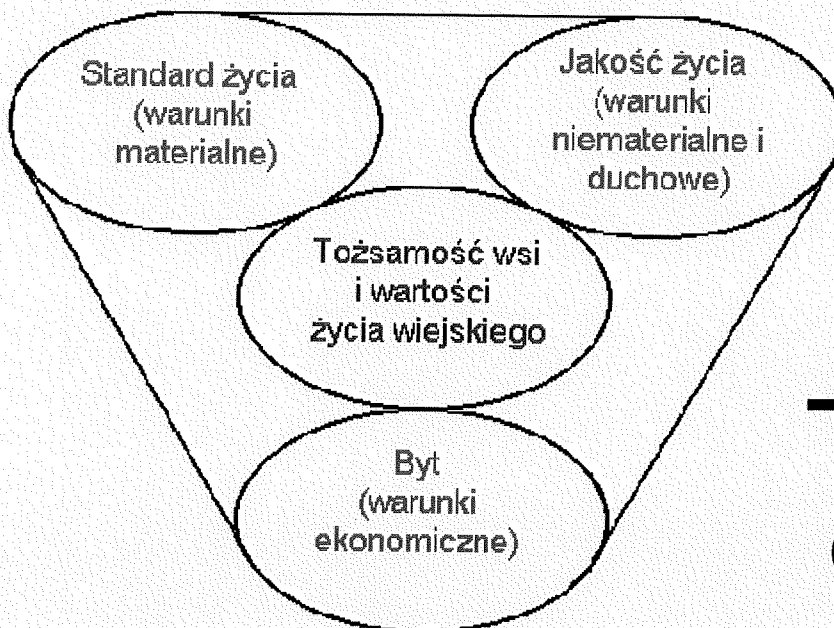 Standard życia
(warunki
materialne)
Jakość życia
(warunki
niematerialne i
duchowe)
Tożsamość wsi
i wartości
życia wiejskiego
Byt
(warunki
ekonomiczne)